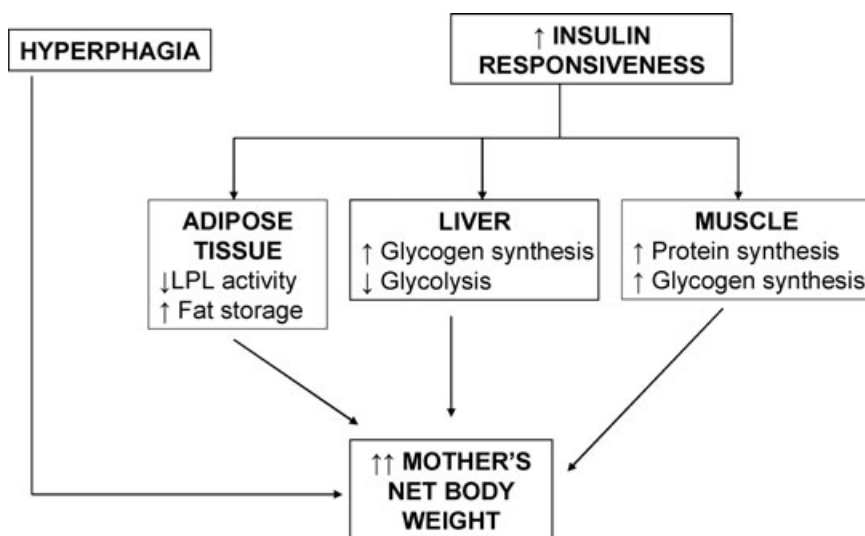 HYPERPHAGIA
↑ INSULIN
RESPONSIVENESS
ADIPOSE
TISSUE
↓LPL activity
↑ Fat storage
LIVER
↑ Glycogen synthesis
↓ Glycolysis
MUSCLE
↑ Protein synthesis
↑ Glycogen synthesis
↑↑ MOTHER'S
NET BODY
WEIGHT